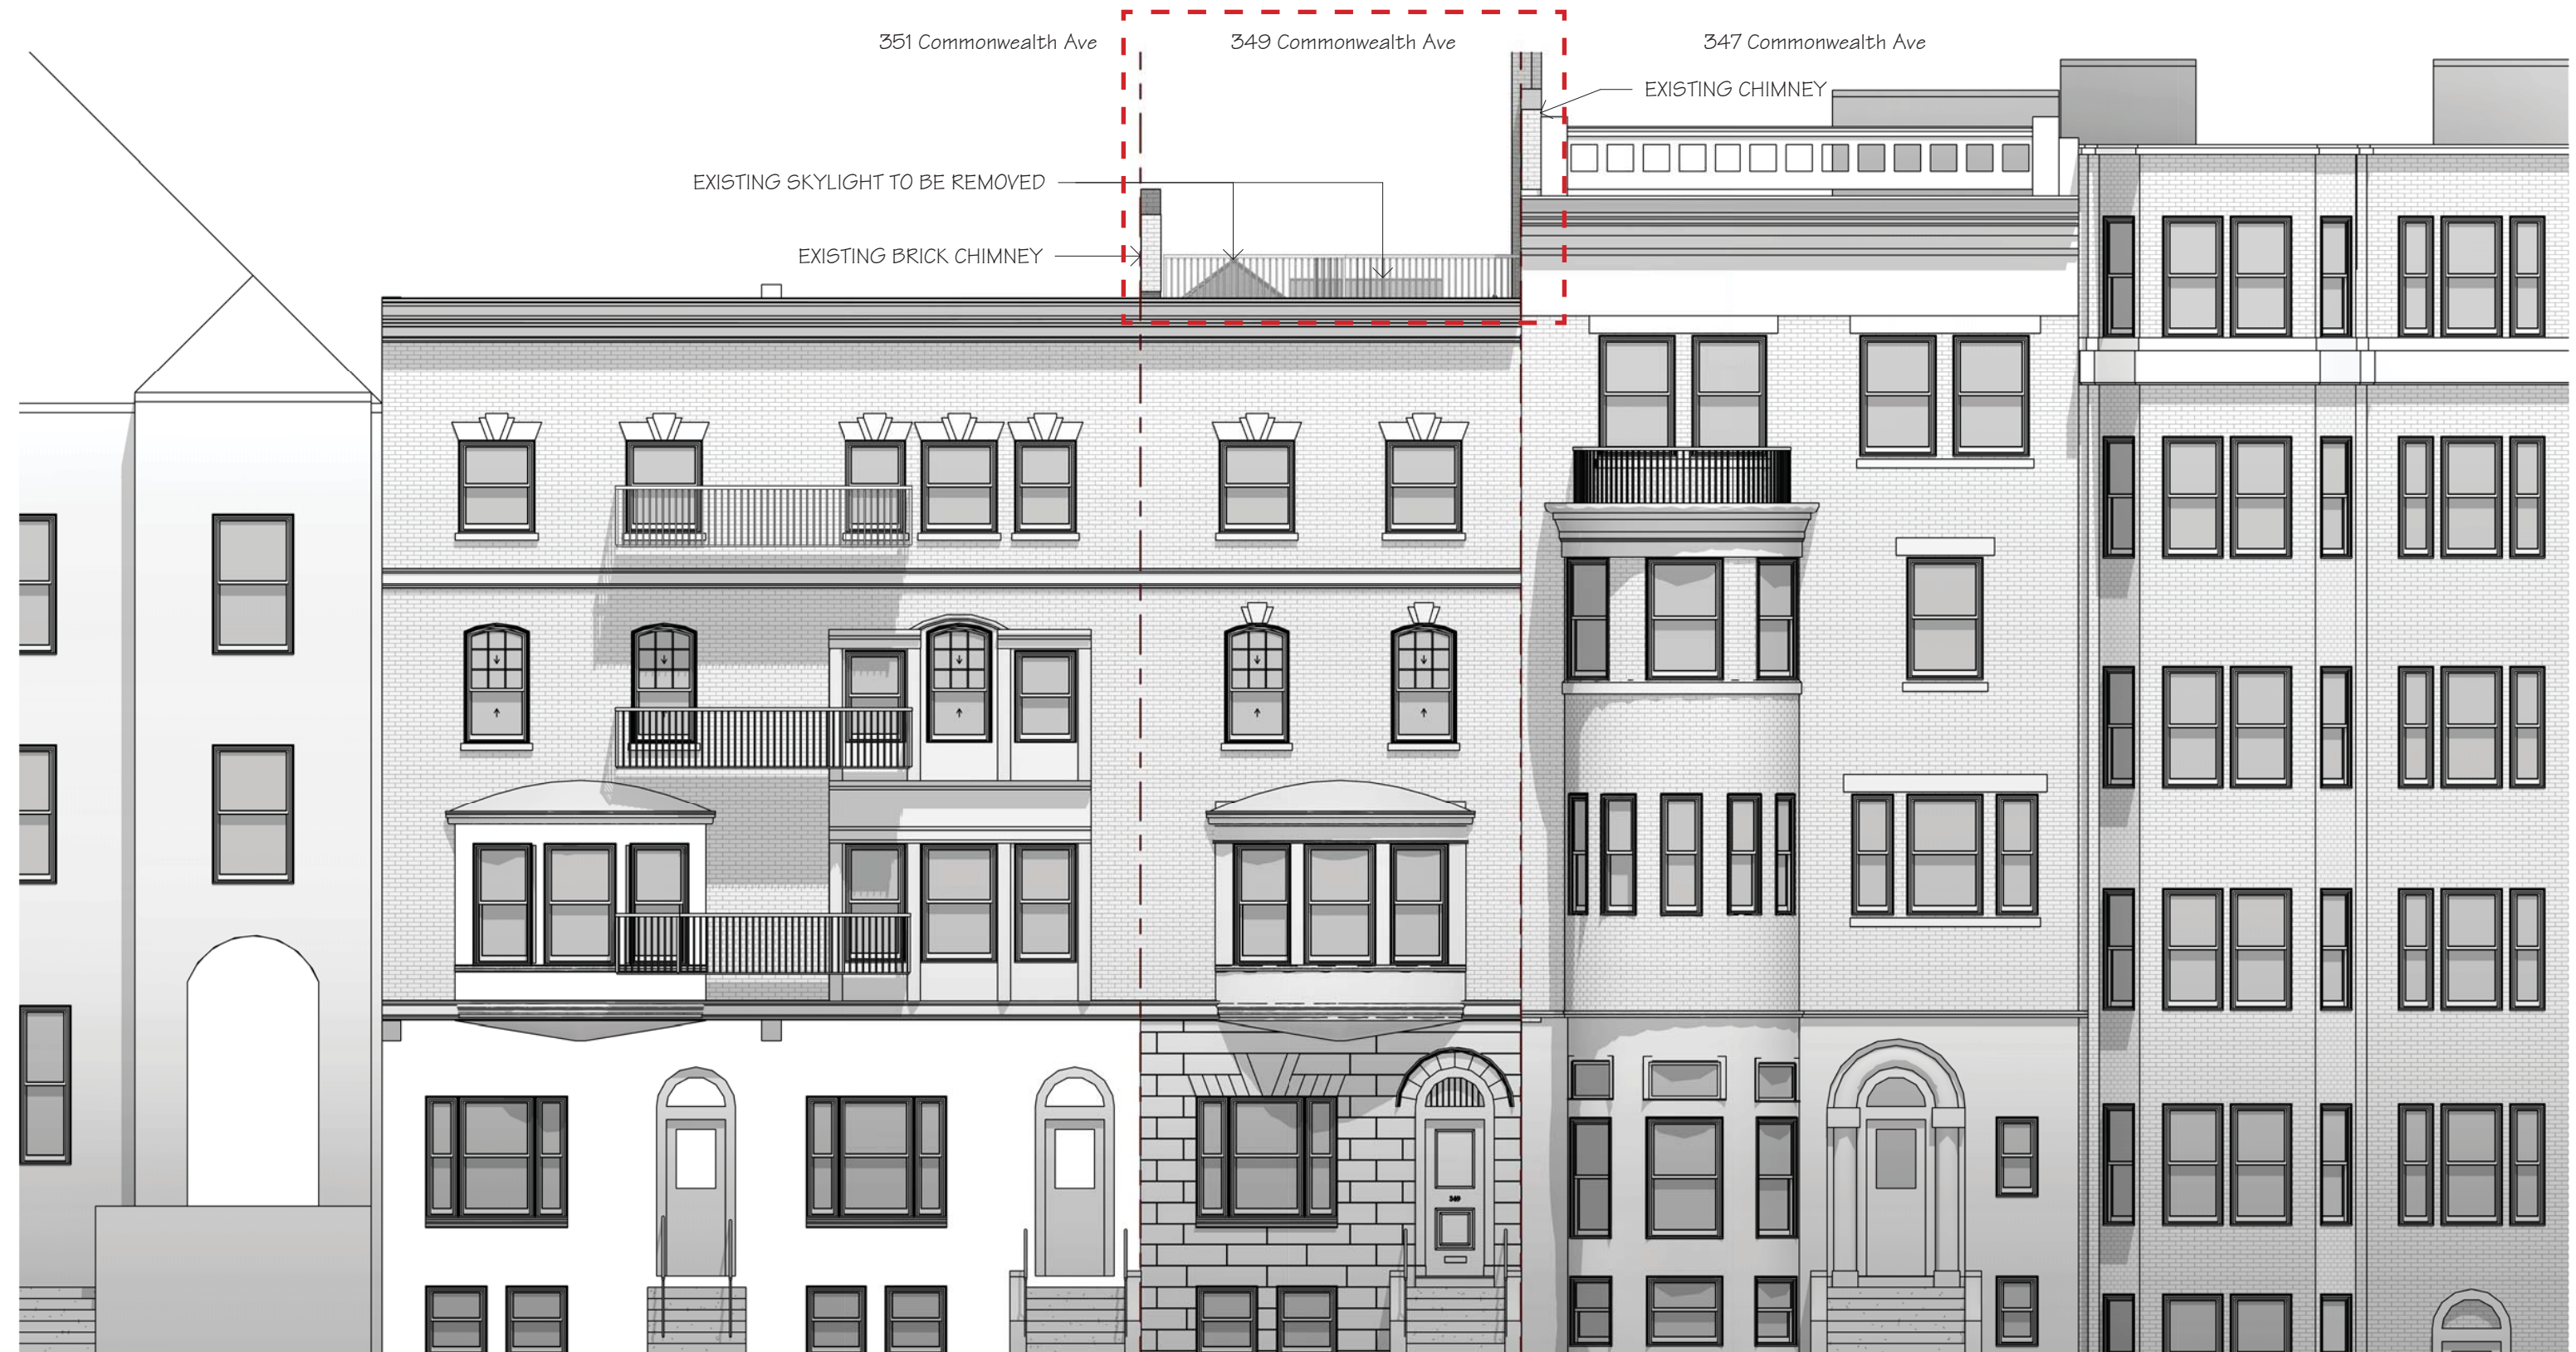 351 Commonwealth Ave
349 Commonwealth Ave
347 Commonwealth Ave
EXISTING CHIMNEY
EXISTING SKYLIGHT TO BE REMOVED
EXISTING BRICK CHIMNEY
349